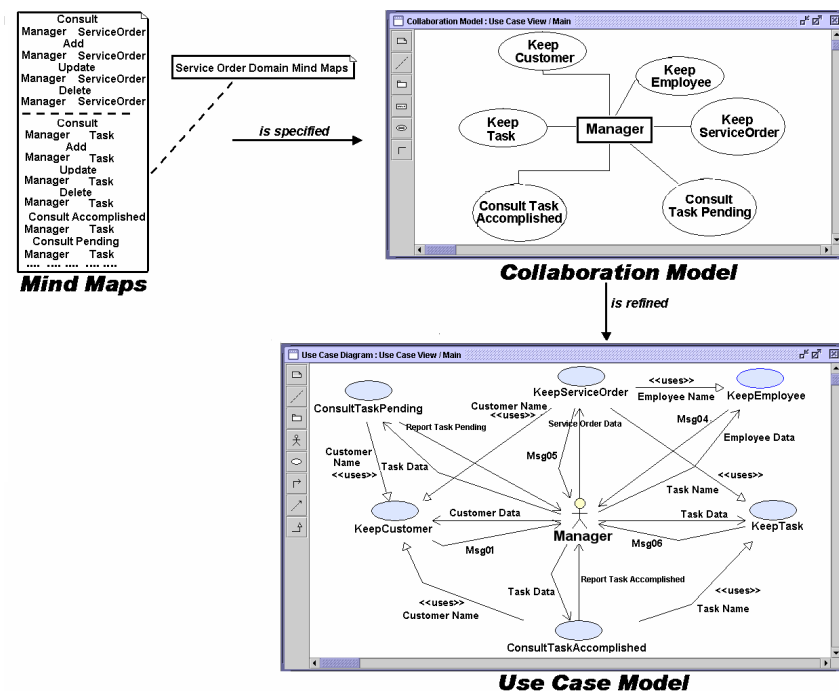 Consult
Manager ServiceOrder
Add
Manager ServiceOrder
Update
Manager ServiceOrder
Delete
Manager ServiceOrder
Consult
Manager Task
Add
Manager Task
Update
Manager Task
Delete
Manager Task
Consult Accomplished
Manager Task
Consult Pending
Manager Task
.... .... .... .... ....
Mind Maps
Service Order Domain Mind Maps
is specified
Collaboration Model : Use Case View / Main
Keep
Customer
Keep
Employee
Keep
Task
Manager
Keep
ServiceOrder
Consult Task
Accomplished
Consult
Task Pending
Collaboration Model
is refined
Use Case Diagram : Use Case View / Main
ConsultTaskPending
KeepServiceOrder
<<uses>>
Employee Name
KeepEmployee
Customer Name
<<uses>>
Report Task Pending
Service Order Data
Msg04
Employee Data
Customer
Name
<<uses>>
Task Data
Msg05
<<uses>>
Task Name
KeepCustomer
Customer Data
Manager
Task Data
KeepTask
Msg01
Msg06
Task Data
Report Task Accomplished
<<uses>>
Customer Name
<<uses>>
Task Name
ConsultTaskAccomplished
Use Case Model